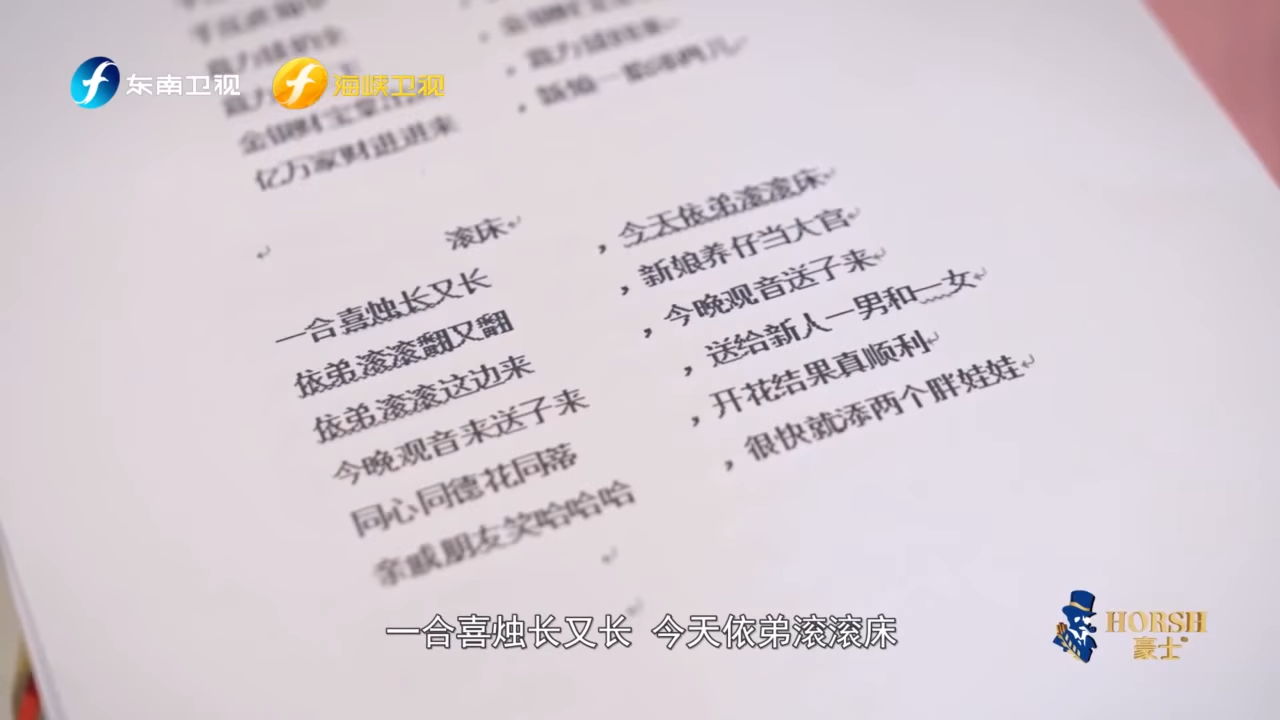 东南卫视 海峡卫视
金银财宝
亿万家财进进来
滚床
一合喜烛长又长,今天依弟滚滚床
依弟滚滚翻又翻,新娘养仔当大官
依弟滚滚这边来,今晚观音送子来
今晚观音来送子来,送给新人一男和一女
同心同德花同蒂,开花结果真顺利
亲戚朋友笑哈哈哈,很快就添两个胖娃娃
一合喜烛长又长 今天依弟滚滚床
HORSH
豪士